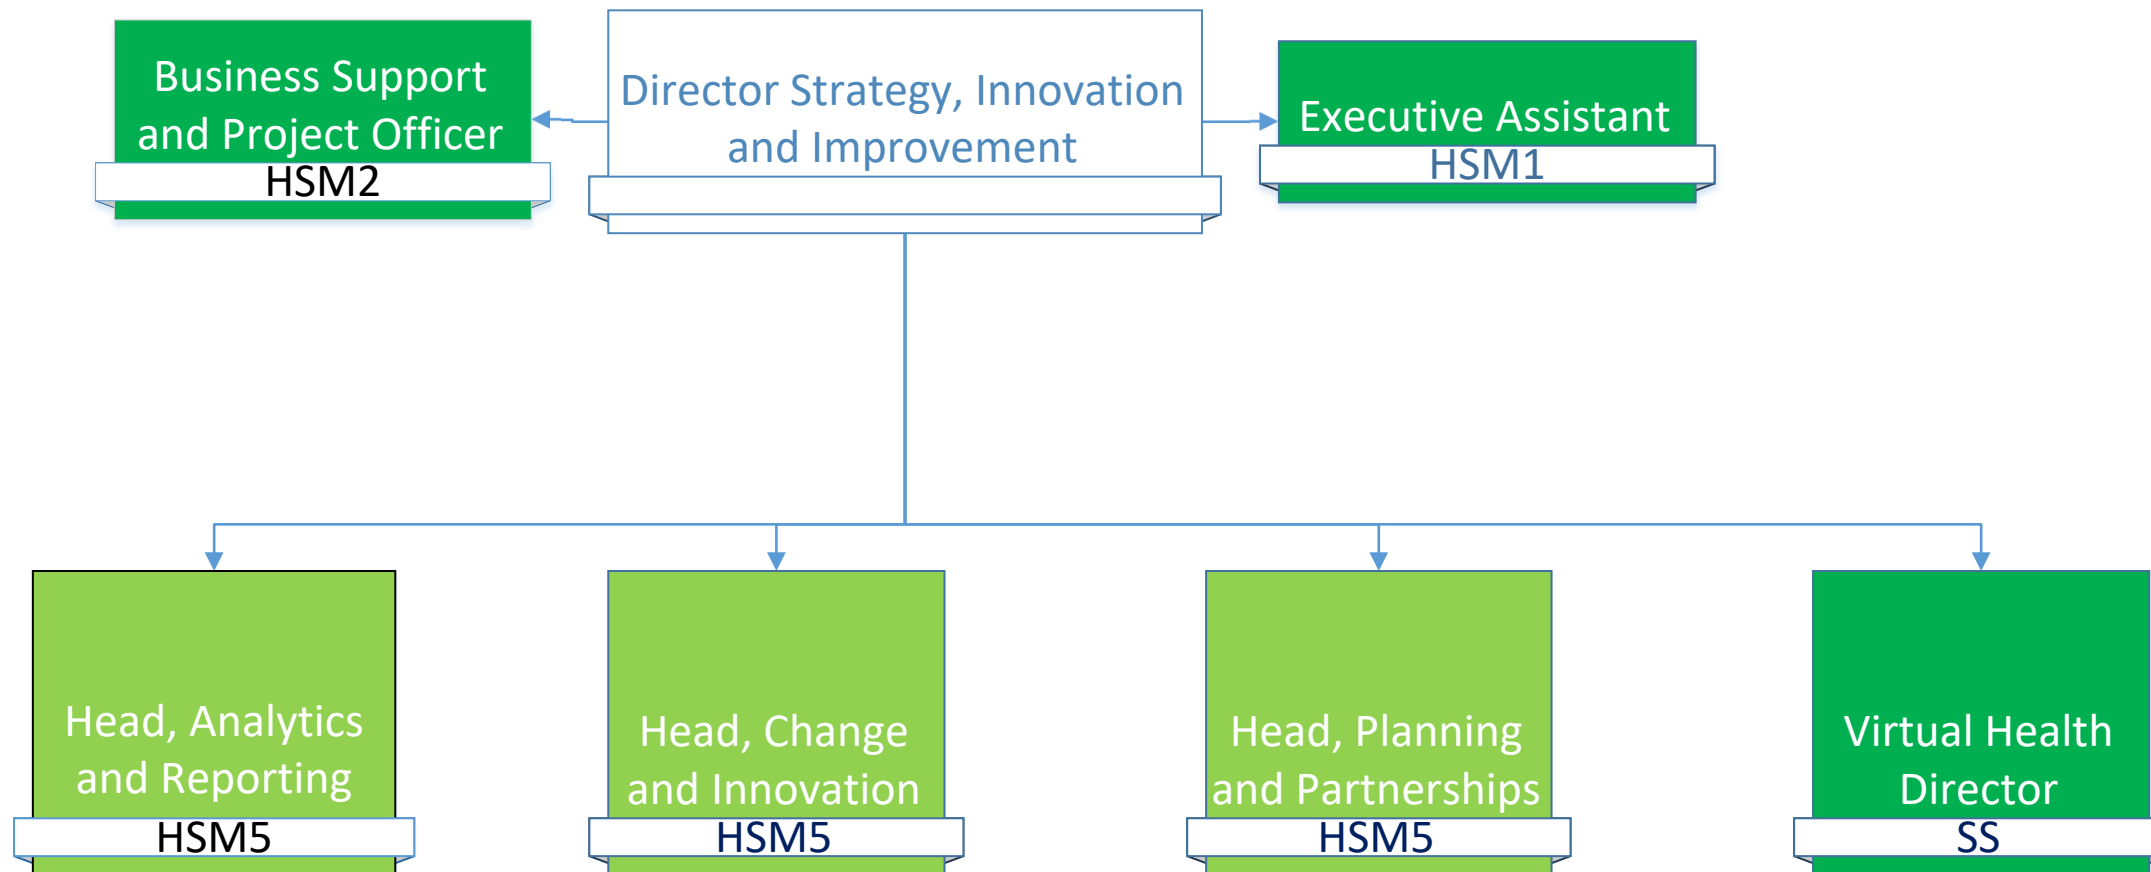 Business Support
and Project Officer
HSM2
Director Strategy, Innovation
and Improvement
Executive Assistant
HSM1
Head, Analytics
and Reporting
HSM5
Head, Change
and Innovation
HSM5
Head, Planning
and Partnerships
HSM5
Virtual Health
Director
SS